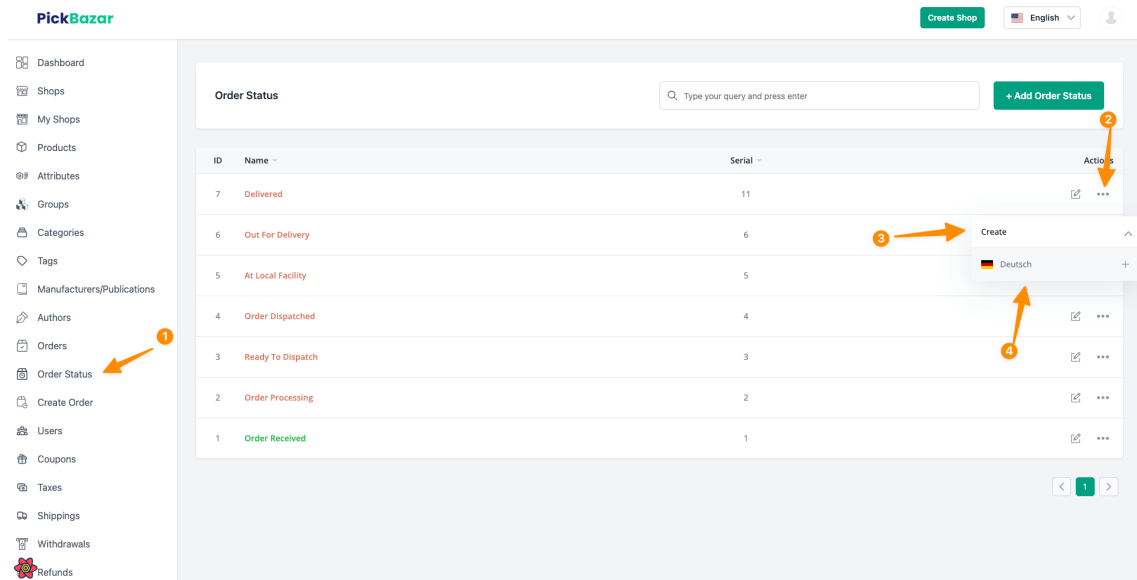 PickBazar
Create Shop
English
Dashboard
Shops
My Shops
Products
Attributes
Groups
Categories
Tags
Manufacturers/Publications
Authors
Orders
Order Status
Create Order
Users
Coupons
Taxes
Shippings
Withdrawals
Refunds
1
Order Status
Type your query and press enter
+ Add Order Status
2
ID Name Serial Actions
7 Delivered 11
6 Out For Delivery 6
3
Create
5 At Local Facility 5
Deutsch
4 Order Dispatched 4
4
3 Ready To Dispatch 3
2 Order Processing 2
1 Order Received 1
1